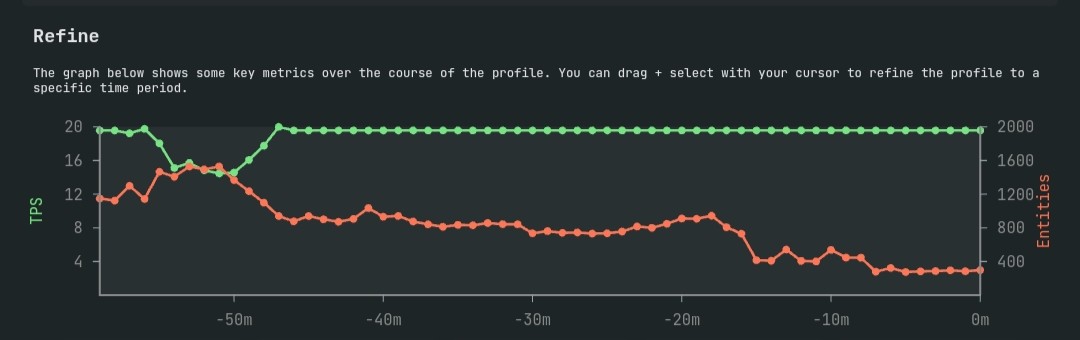 Refine
The graph below shows some key metrics over the course of the profile. You can drag + select with your cursor to refine the profile to a
specific time period.
20
16
12
8
4
TPS
2000
1600
1200
800
400
Entities
-50m
-40m
-30m
-20m
-10m
0m